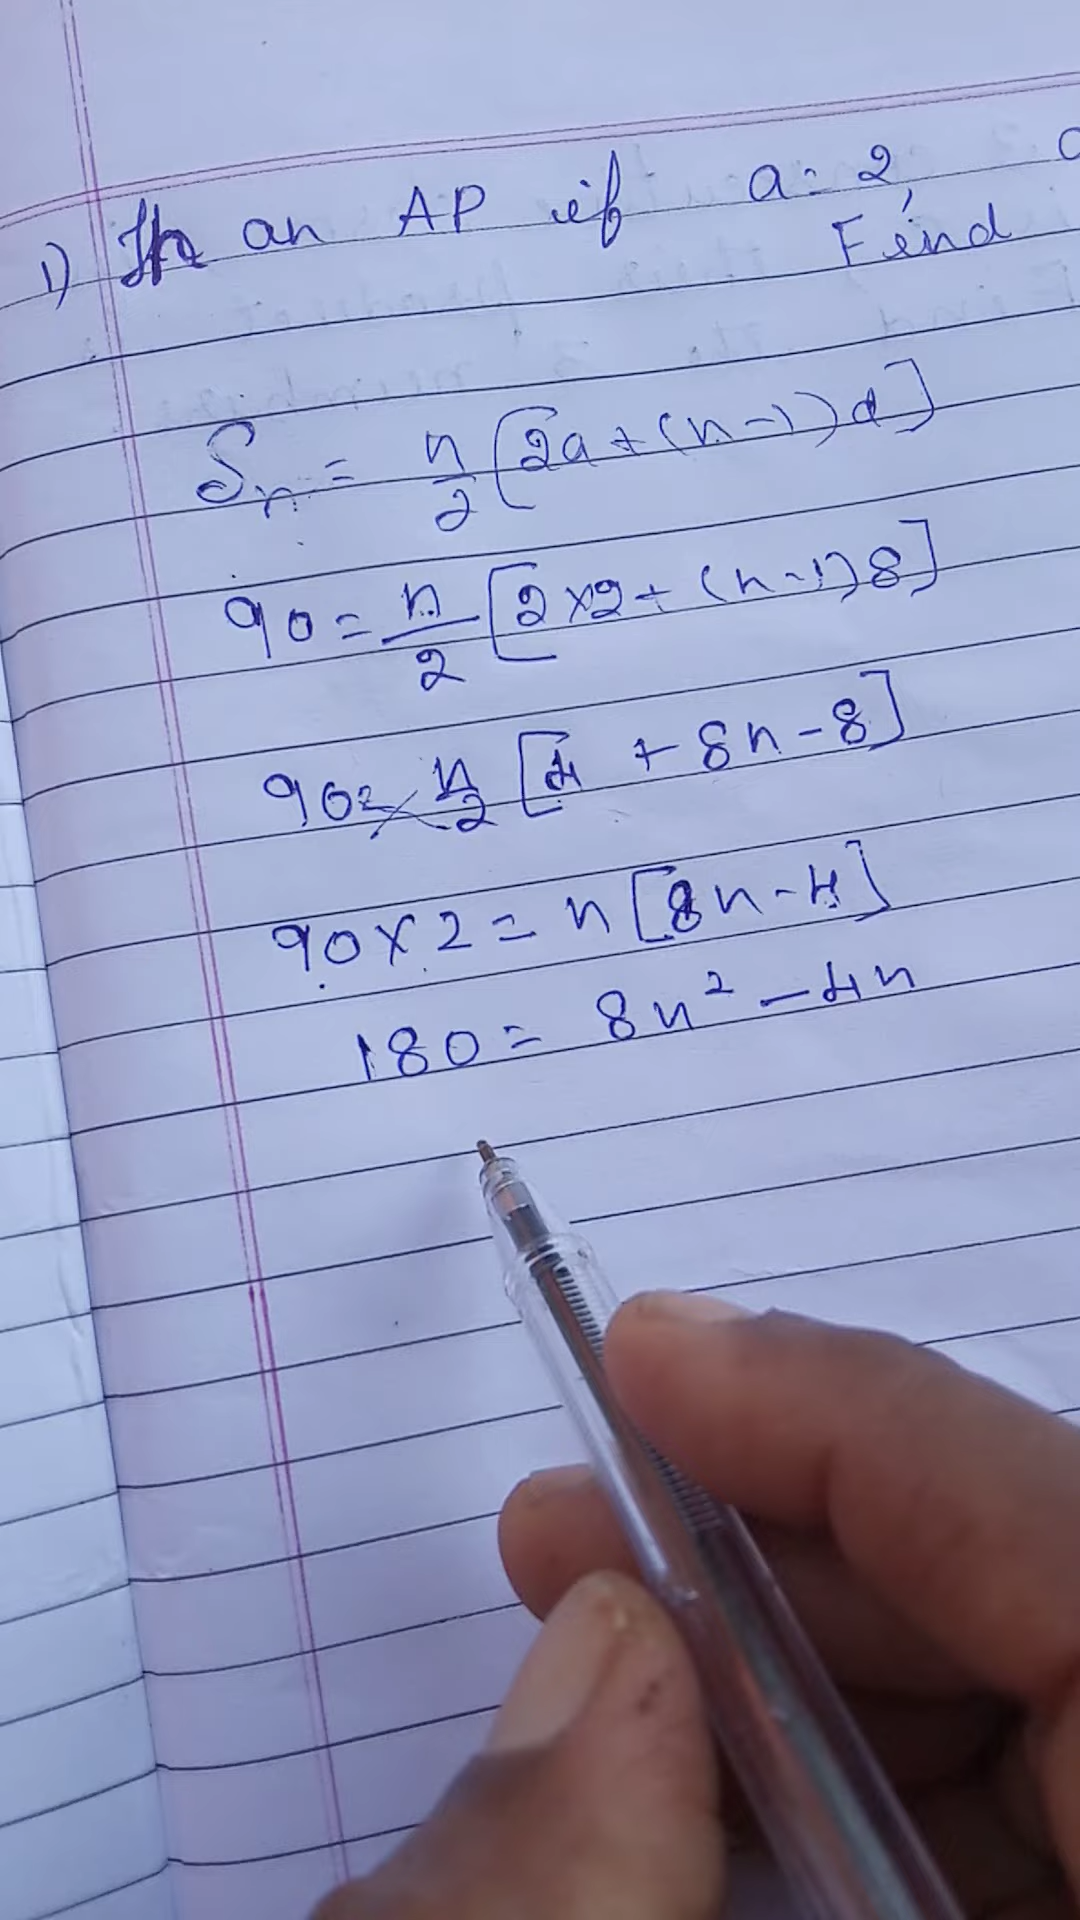 1) In an AP if a = 2,
Find
Sn = n/2 [2a + (n-1)d]
90 = n/2 [2×2 + (n-1)8]
90 = n/2 [4 + 8n - 8]
90 × 2 = n [8n - 4]
180 = 8n² - 4n